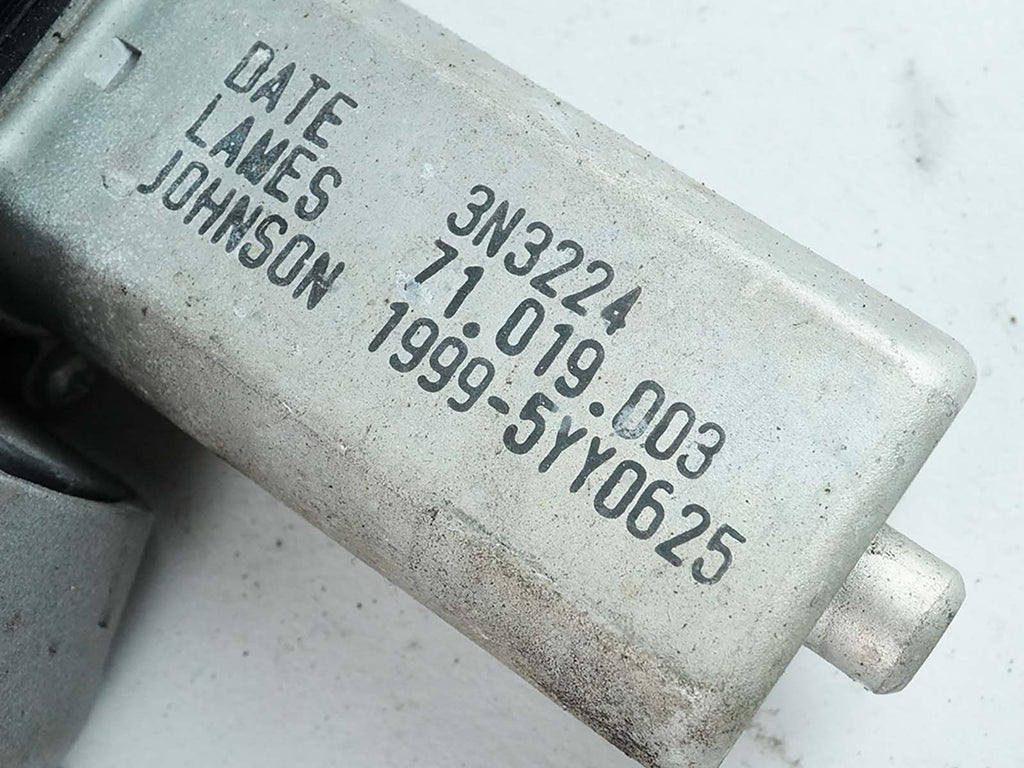 DATE 3N3224
LAMES 71.019.003
JOHNSON 1999-5YY0625